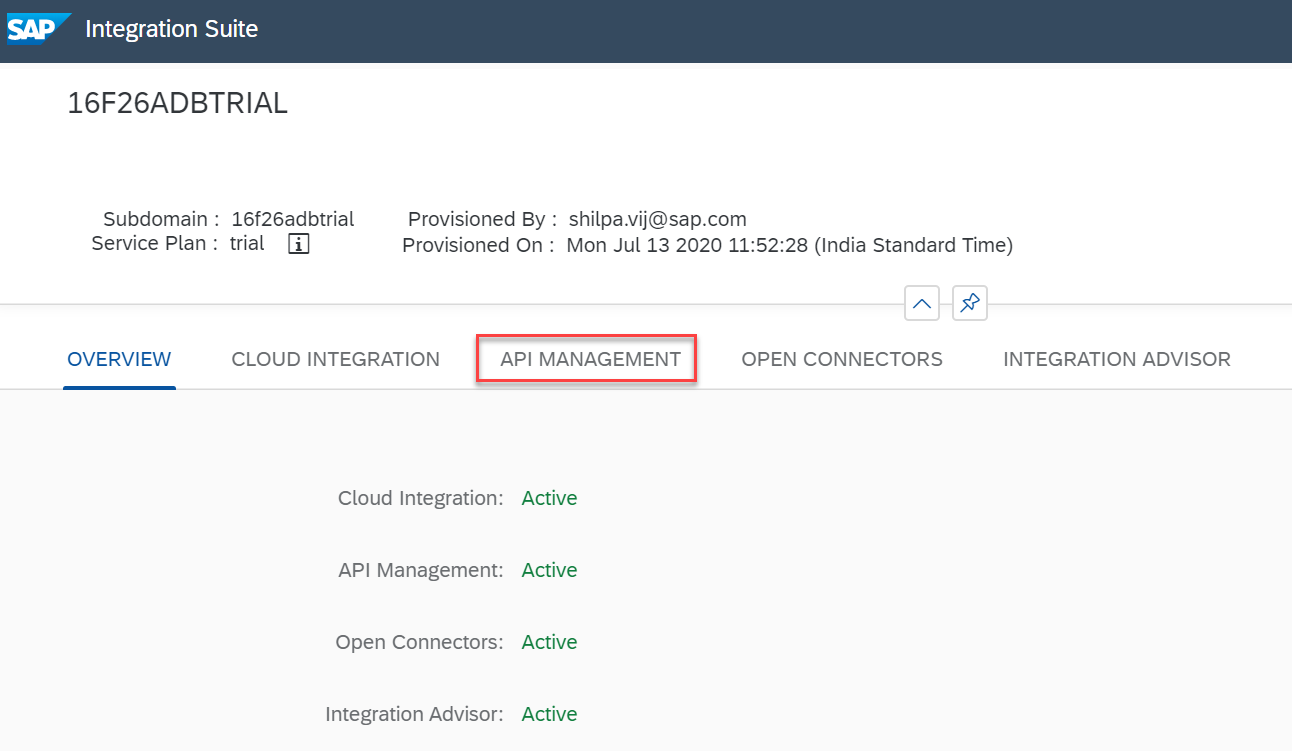 SAP Integration Suite
16F26ADBTRIAL
Subdomain : 16f26adbtrial Provisioned By : shilpa.vij@sap.com
Service Plan : trial Provisioned On : Mon Jul 13 2020 11:52:28 (India Standard Time)
OVERVIEW CLOUD INTEGRATION API MANAGEMENT OPEN CONNECTORS INTEGRATION ADVISOR
Cloud Integration: Active
API Management: Active
Open Connectors: Active
Integration Advisor: Active